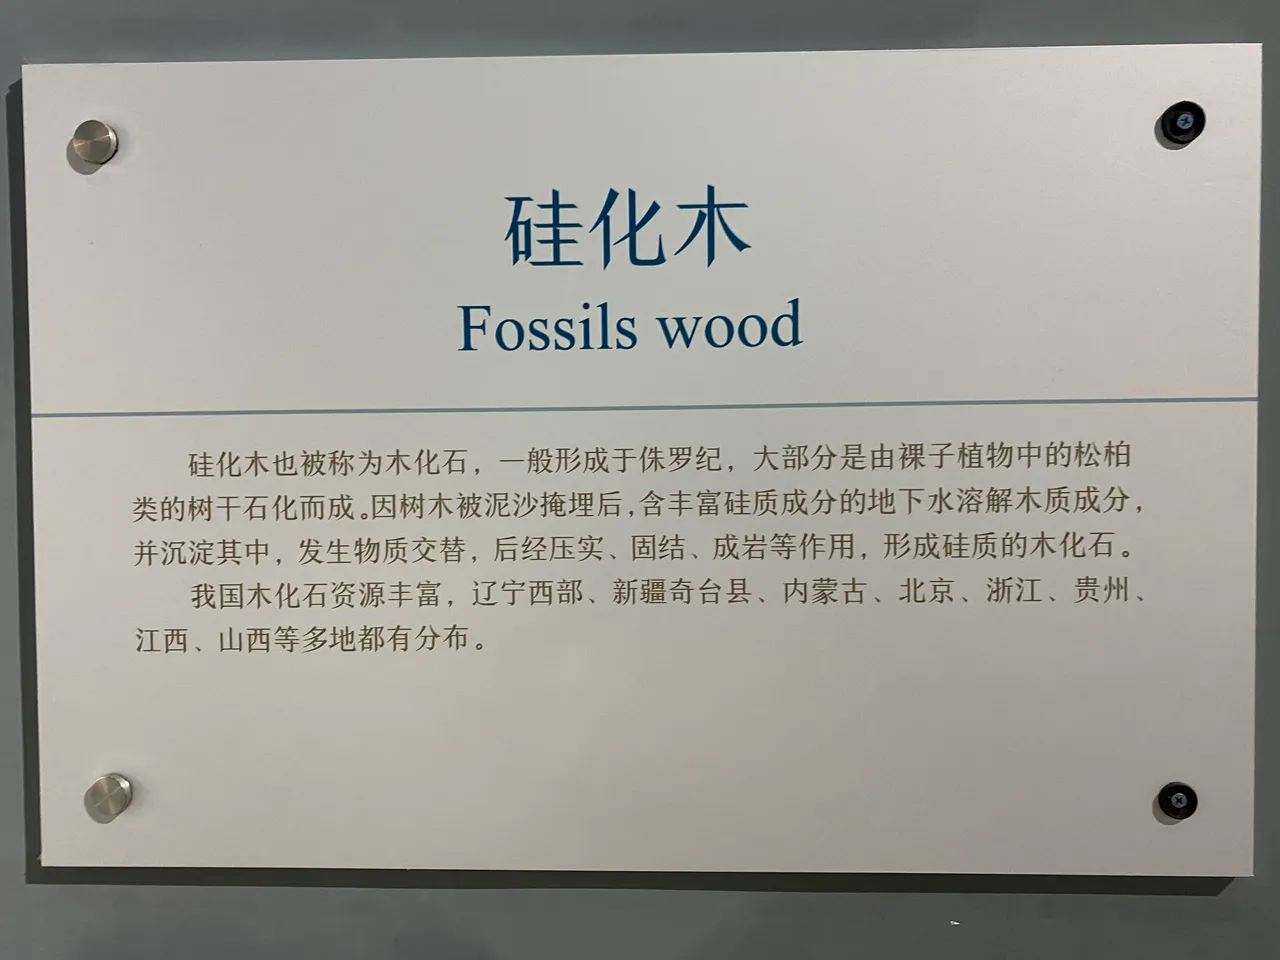 硅化木
Fossils wood
硅化木也被称为木化石，一般形成于侏罗纪，大部分是由裸子植物中的松柏
类的树干石化而成。因树木被泥沙掩埋后，含丰富硅质成分的地下水溶解木质成分，
并沉淀其中，发生物质交替，后经压实、固结、成岩等作用，形成硅质的木化石。
我国木化石资源丰富，辽宁西部、新疆奇台县、内蒙古、北京、浙江、贵州、
江西、山西等多地都有分布。